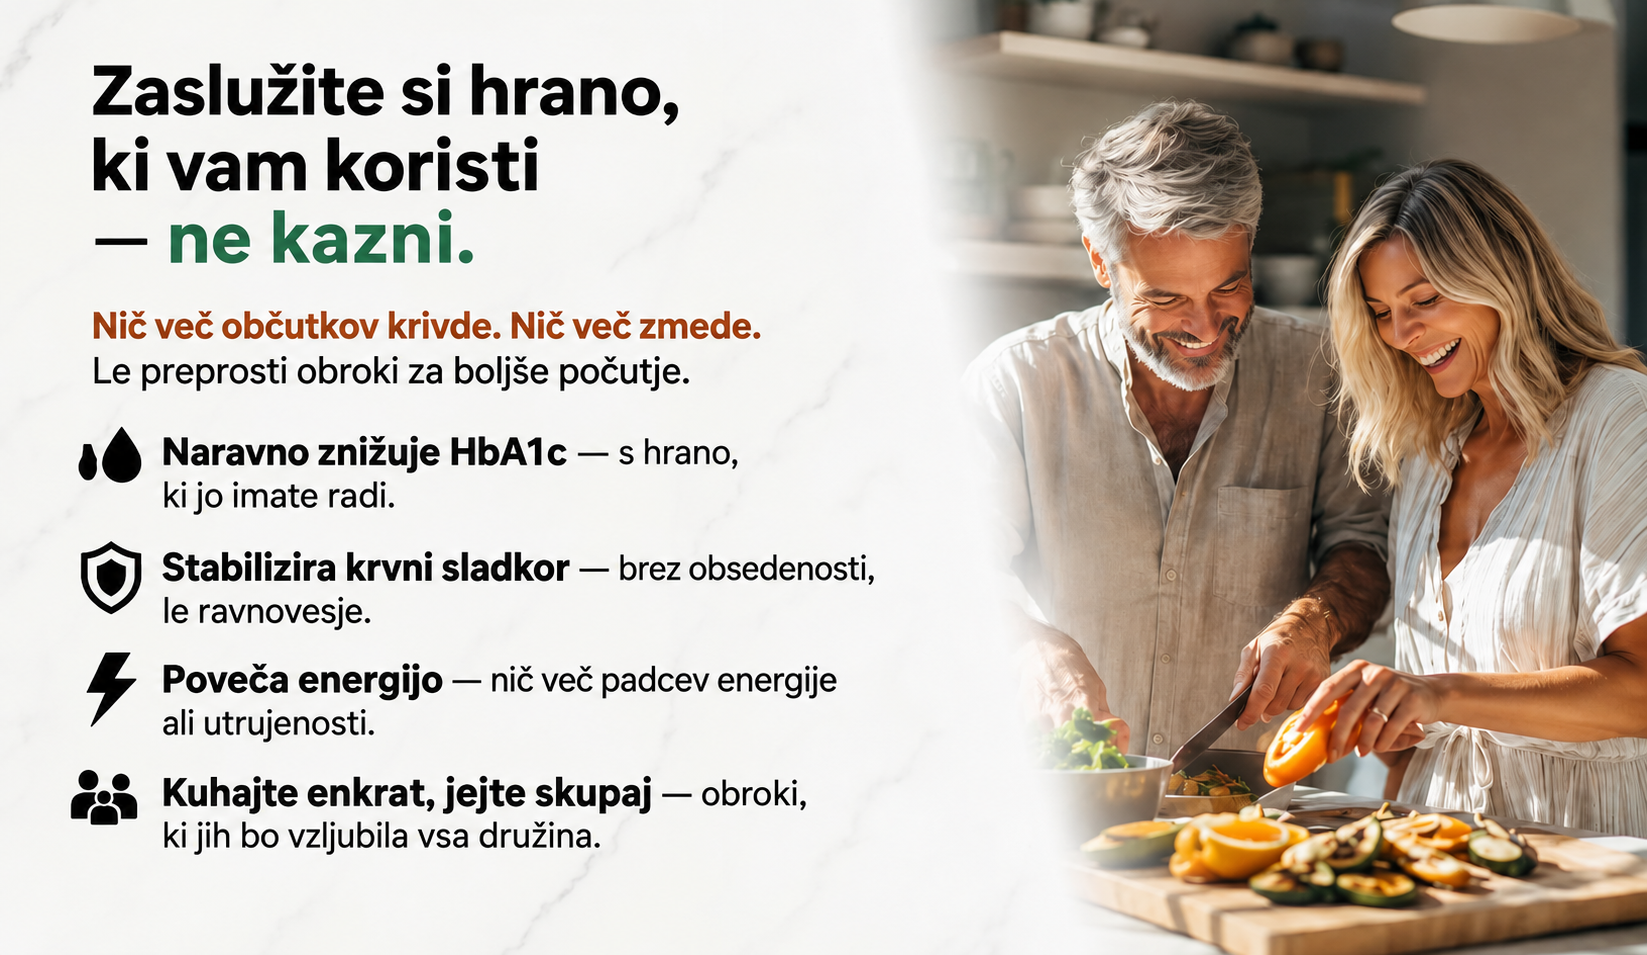 Zaslužite si hrano,
ki vam koristi
— ne kazni.
Nič več občutkov krivde. Nič več zmede.
Le preprosti obroki za boljše počutje.
Naravno znižuje HbA1c — s hrano,
ki jo imate radi.
Stabilizira krvni sladkor — brez obsedenosti,
le ravnovesje.
Poveča energijo — nič več padcev energije
ali utrujenosti.
Kuhajte enkrat, jejte skupaj — obroki,
ki jih bo vzljubila vsa družina.